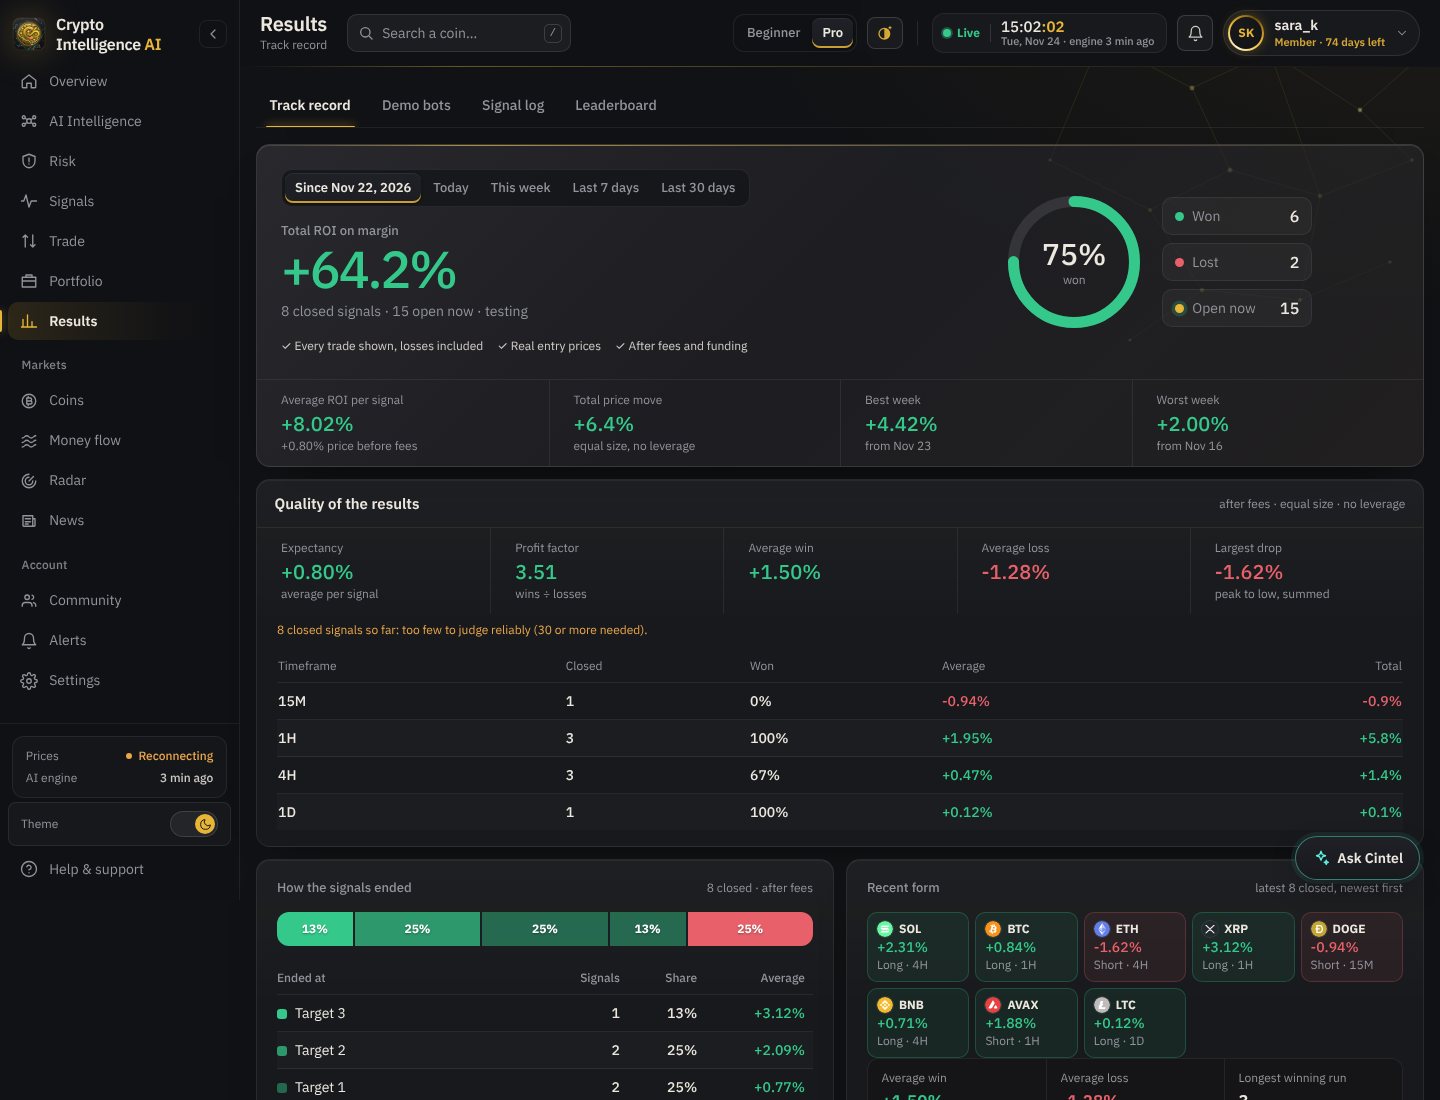 Crypto
Intelligence AI
Results
Track record
Search a coin...
/
Beginner
Pro
Live
15:02:02
Tue, Nov 24 · engine 3 min ago
SK
sara_k
Member · 74 days left
Overview
AI Intelligence
Risk
Signals
Trade
Portfolio
Results
Markets
Coins
Money flow
Radar
News
Account
Community
Alerts
Settings
Prices
Reconnecting
AI engine
3 min ago
Theme
Help & support
Track record
Demo bots
Signal log
Leaderboard
Since Nov 22, 2026
Today
This week
Last 7 days
Last 30 days
Total ROI on margin
+64.2%
8 closed signals · 15 open now · testing
✓ Every trade shown, losses included
✓ Real entry prices
✓ After fees and funding
75%
won
Won 6
Lost 2
Open now 15
Average ROI per signal
+8.02%
+0.80% price before fees
Total price move
+6.4%
equal size, no leverage
Best week
+4.42%
from Nov 23
Worst week
+2.00%
from Nov 16
Quality of the results
after fees · equal size · no leverage
Expectancy
+0.80%
average per signal
Profit factor
3.51
wins ÷ losses
Average win
+1.50%
Average loss
-1.28%
Largest drop
-1.62%
peak to low, summed
8 closed signals so far: too few to judge reliably (30 or more needed).
Timeframe Closed Won Average Total
15M 1 0% -0.94% -0.9%
1H 3 100% +1.95% +5.8%
4H 3 67% +0.47% +1.4%
1D 1 100% +0.12% +0.1%
Ask Cintel
How the signals ended
8 closed · after fees
13% 25% 25% 13% 25%
Ended at Signals Share Average
Target 3 1 13% +3.12%
Target 2 2 25% +2.09%
Target 1 2 25% +0.77%
Recent form
latest 8 closed, newest first
SOL
+2.31%
Long · 4H
BTC
+0.84%
Long · 1H
ETH
-1.62%
Short · 4H
XRP
+3.12%
Long · 1H
DOGE
-0.94%
Short · 15M
BNB
+0.71%
Long · 4H
AVAX
+1.88%
Short · 1H
LTC
+0.12%
Long · 1D
Average win
+1.50%
Average loss
-1.28%
Longest winning run